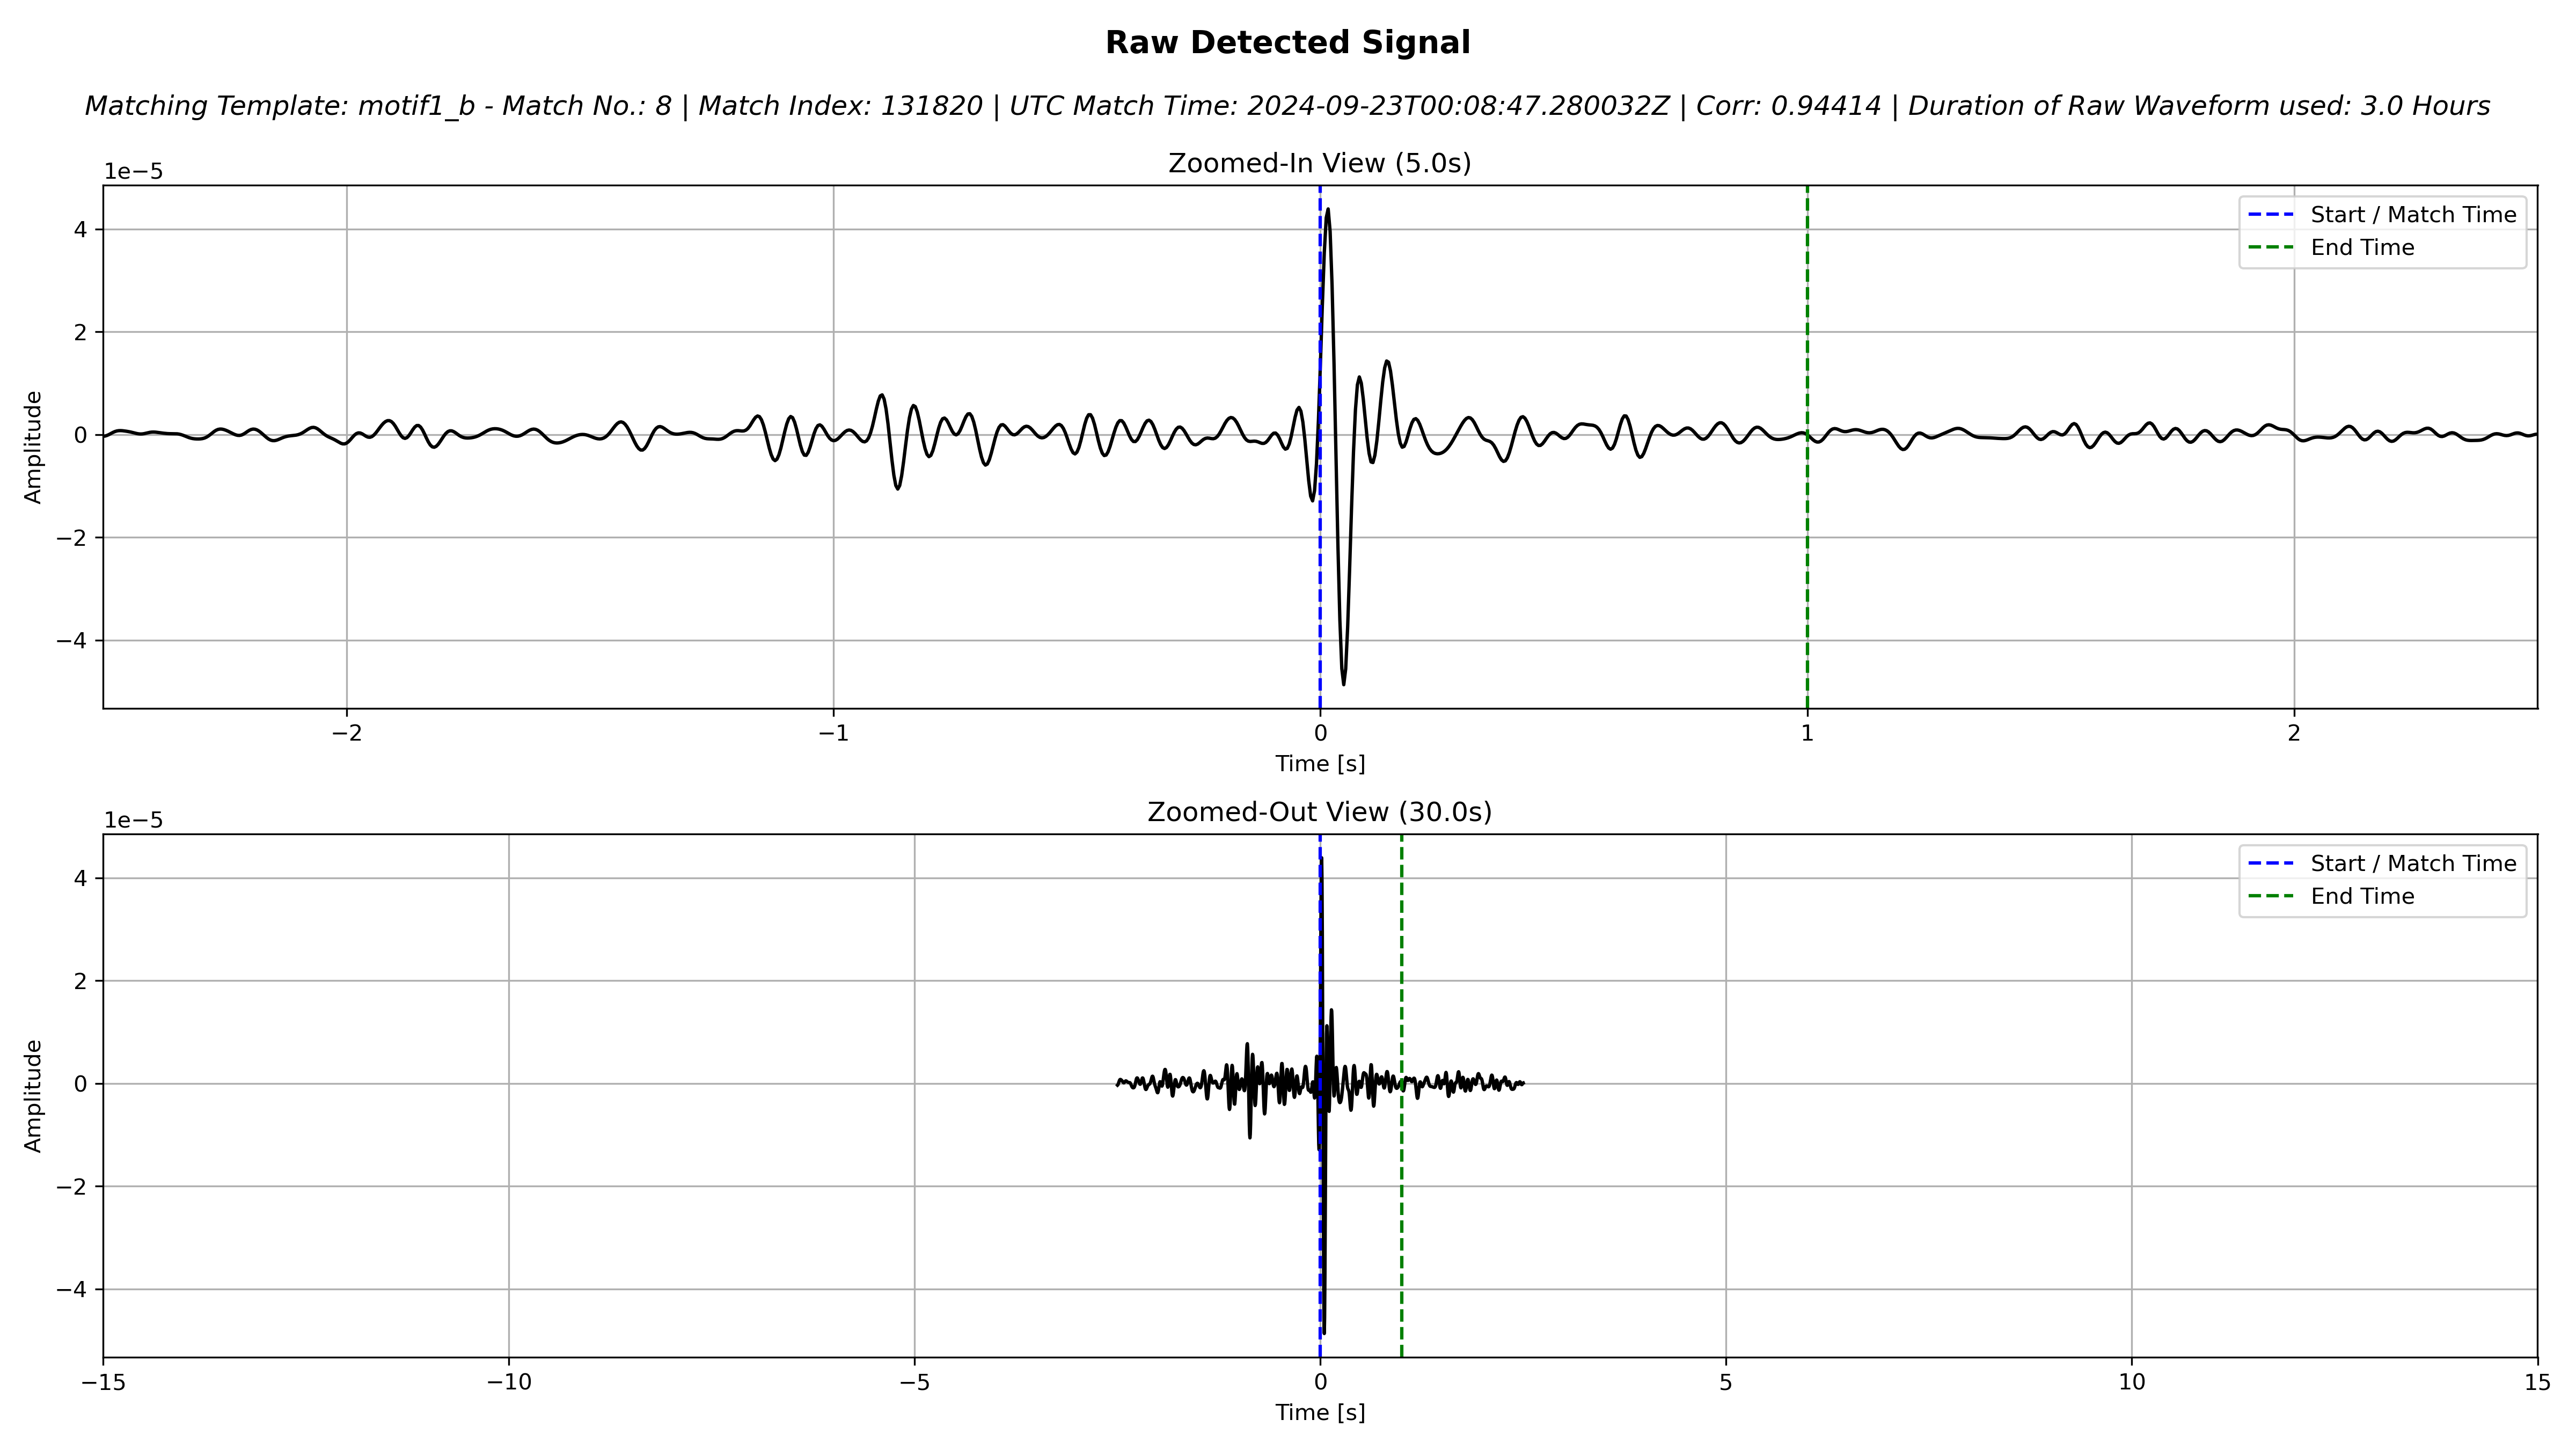 Raw Detected Signal
Matching Template: motif1_b - Match No.: 8 | Match Index: 131820 | UTC Match Time: 2024-09-23T00:08:47.280032Z | Corr: 0.94414 | Duration of Raw Waveform used: 3.0 Hours
Zoomed-In View (5.0s)
1e−5
Start / Match Time
End Time
4
2
0
−2
−4
Amplitude
−2 −1 0 1 2
Time [s]
Zoomed-Out View (30.0s)
1e−5
Start / Match Time
End Time
4
2
0
−2
−4
Amplitude
−15 −10 −5 0 5 10 15
Time [s]